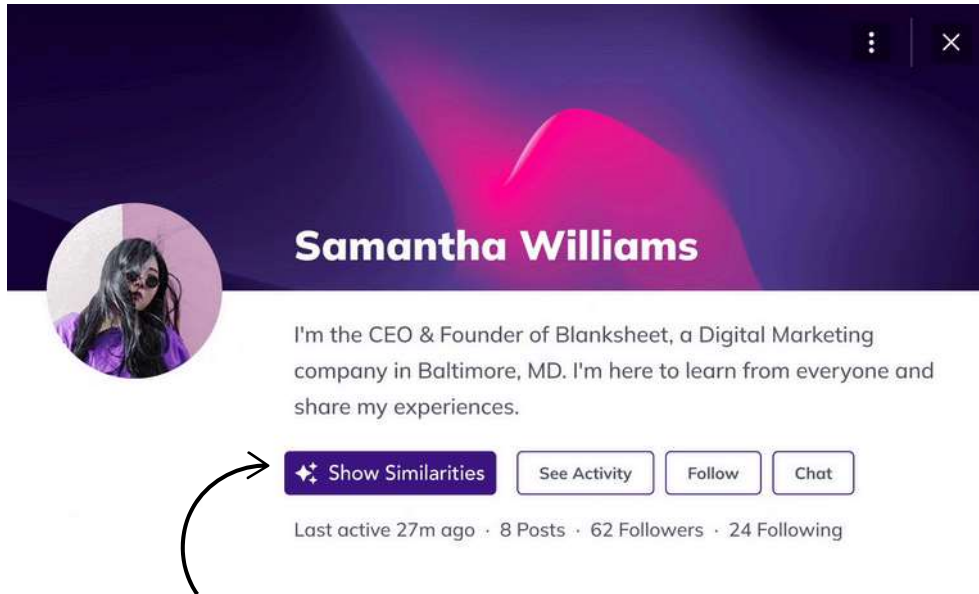 Samantha Williams
I'm the CEO & Founder of Blanksheet, a Digital Marketing
company in Baltimore, MD. I'm here to learn from everyone and
share my experiences.
Show Similarities See Activity Follow Chat
Last active 27m ago · 8 Posts · 62 Followers · 24 Following